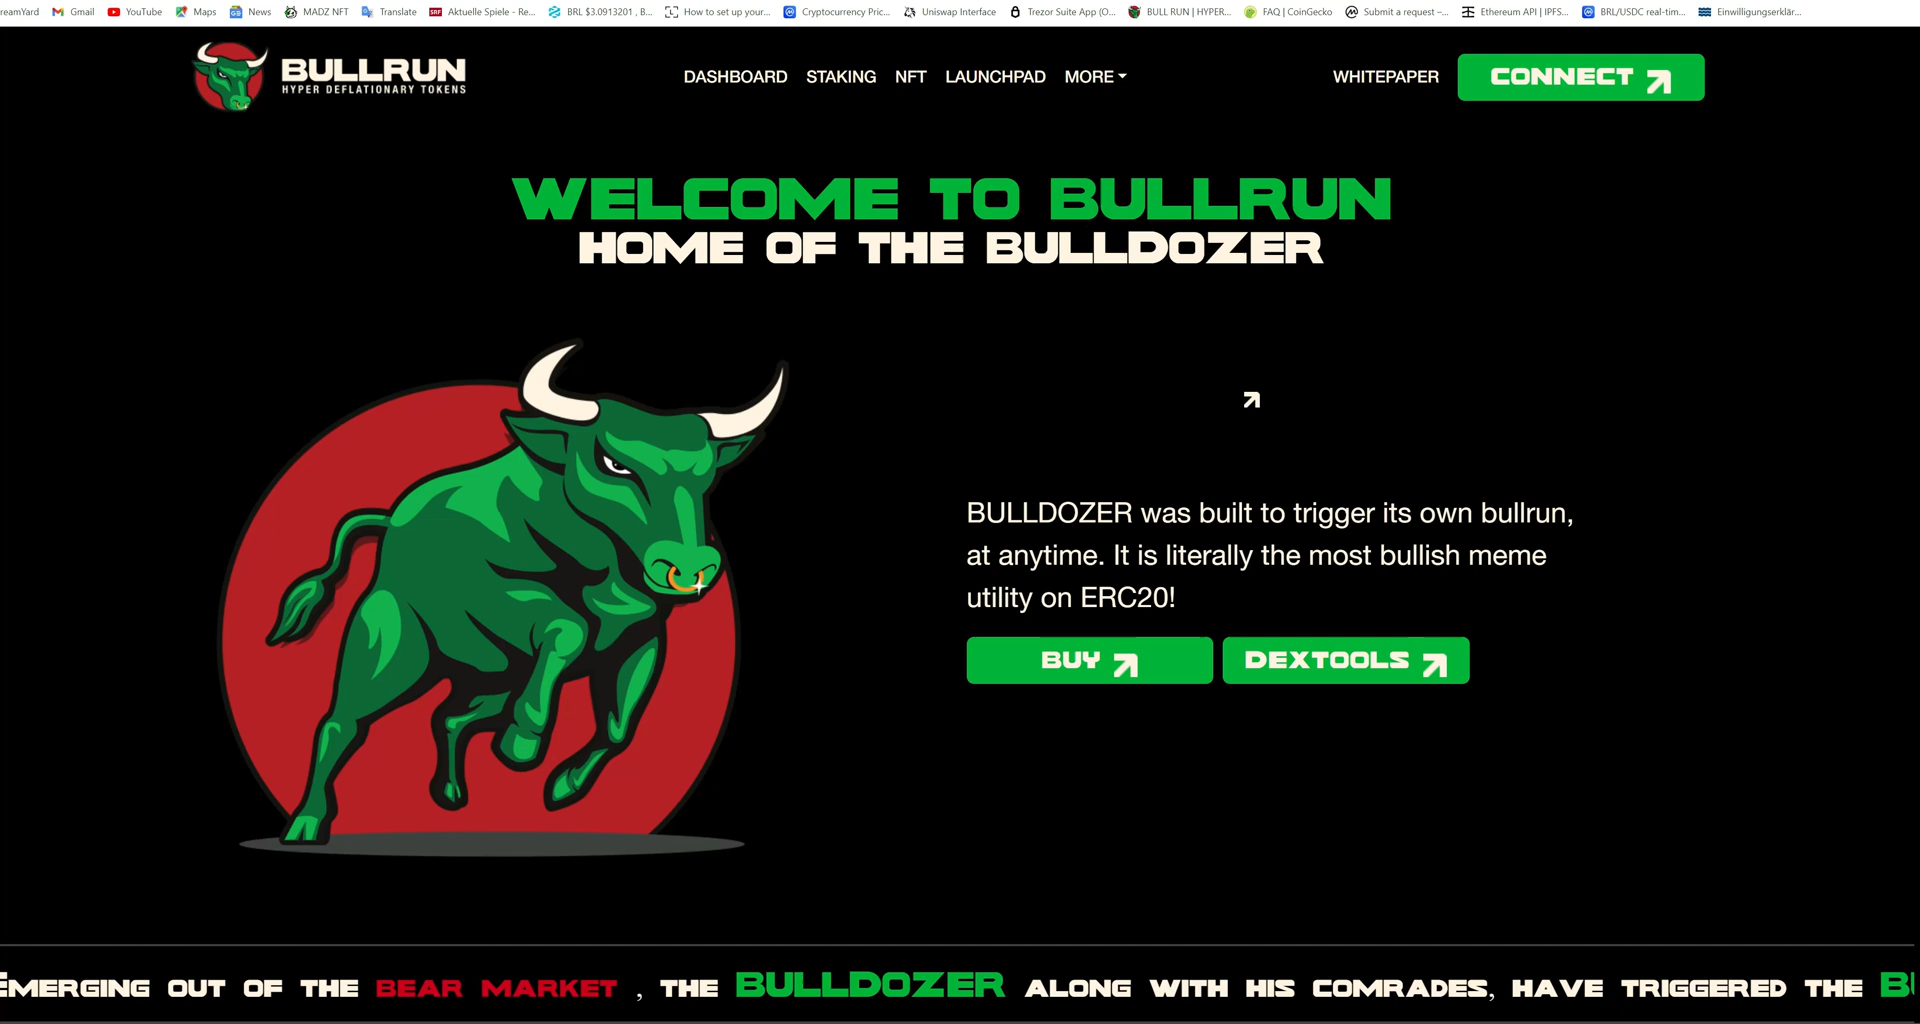 reamYard Gmail YouTube Maps News MADZ NFT Translate Aktuelle Spiele - Re... BRL $3.0913201 , B... How to set up your... Cryptocurrency Pric... Uniswap Interface Trezor Suite App (O... BULL RUN | HYPER... FAQ | CoinGecko Submit a request –... Ethereum API | IPFS... BRL/USDC real-tim... Einwilligungserklär...
BULLRUN
HYPER DEFLATIONARY TOKENS
DASHBOARD STAKING NFT LAUNCHPAD MORE WHITEPAPER CONNECT
WELCOME TO BULLRUN
HOME OF THE BULLDOZER
BULLDOZER was built to trigger its own bullrun,
at anytime. It is literally the most bullish meme
utility on ERC20!
BUY DEXTOOLS
EMERGING OUT OF THE BEAR MARKET , THE BULLDOZER ALONG WITH HIS COMRADES, HAVE TRIGGERED THE